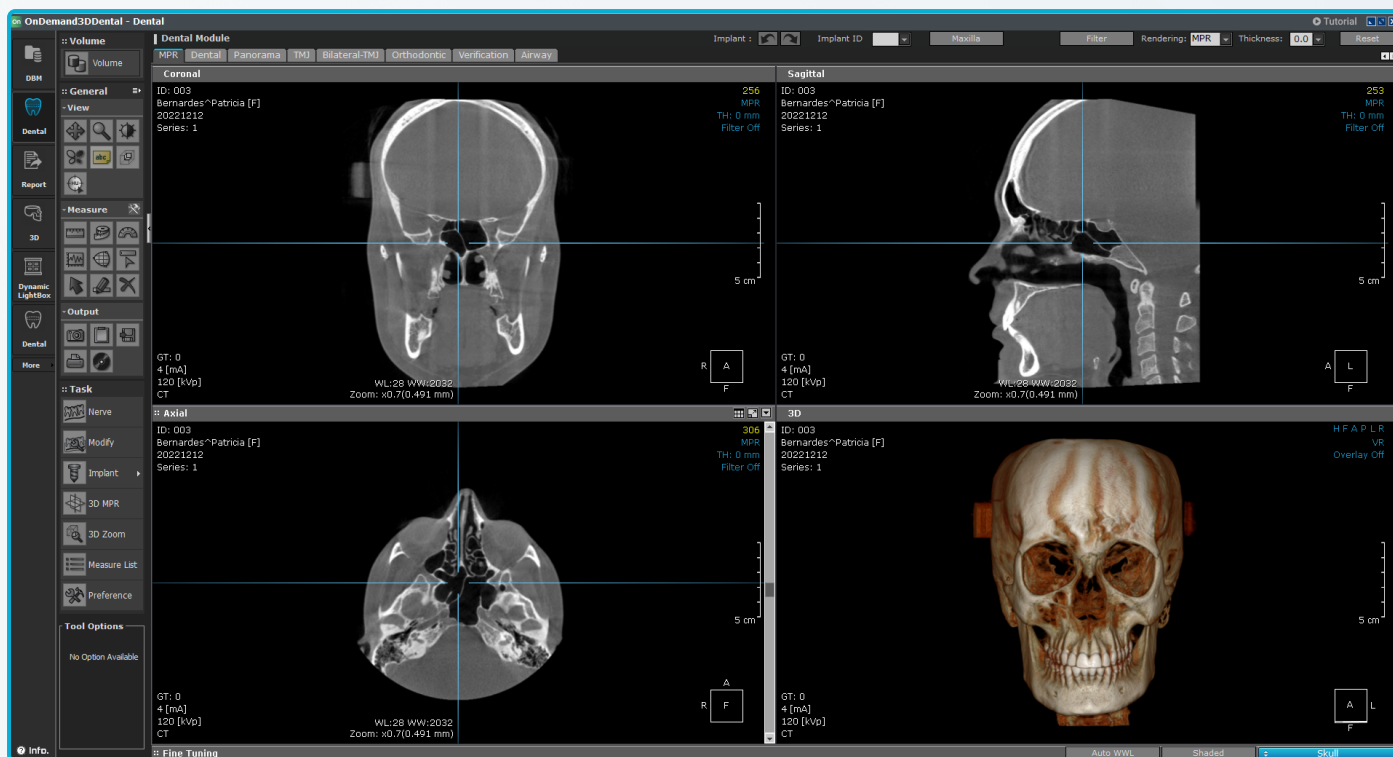 On OnDemand3DDental - Dental
Tutorial
DBM
Dental
Report
3D
Dynamic
LightBox
Dental
More
Info.
:: Volume
Volume
:: General
- View
abc
HU
- Measure
- Output
:: Task
Nerve
Modify
Implant
3D MPR
3D Zoom
Measure List
Preference
Tool Options
No Option Available
Dental Module
Implant :
Implant ID
Maxilla
Filter
Rendering: MPR
Thickness: 0.0
Reset
MPR Dental Panorama TMJ Bilateral-TMJ Orthodontic Verification Airway
Coronal
ID: 003
Bernardes^Patricia [F]
20221212
Series: 1
256
MPR
TH: 0 mm
Filter Off
5 cm
GT: 0
4 [mA]
120 [kVp]
CT
WL:28 WW:2032
Zoom: x0.7(0.491 mm)
R A
F
Sagittal
ID: 003
Bernardes^Patricia [F]
20221212
Series: 1
253
MPR
TH: 0 mm
Filter Off
5 cm
GT: 0
4 [mA]
120 [kVp]
CT
WL:28 WW:2032
Zoom: x0.7(0.491 mm)
A L
F
:: Axial
ID: 003
Bernardes^Patricia [F]
20221212
Series: 1
306
MPR
TH: 0 mm
Filter Off
5 cm
GT: 0
4 [mA]
120 [kVp]
CT
WL:28 WW:2032
Zoom: x0.7(0.491 mm)
A
R F
3D
ID: 003
Bernardes^Patricia [F]
20221212
Series: 1
H F A P L R
VR
Overlay Off
5 cm
GT: 0
4 [mA]
120 [kVp]
CT
A L
F
:: Fine Tuning
Auto WWL
Shaded
Skull